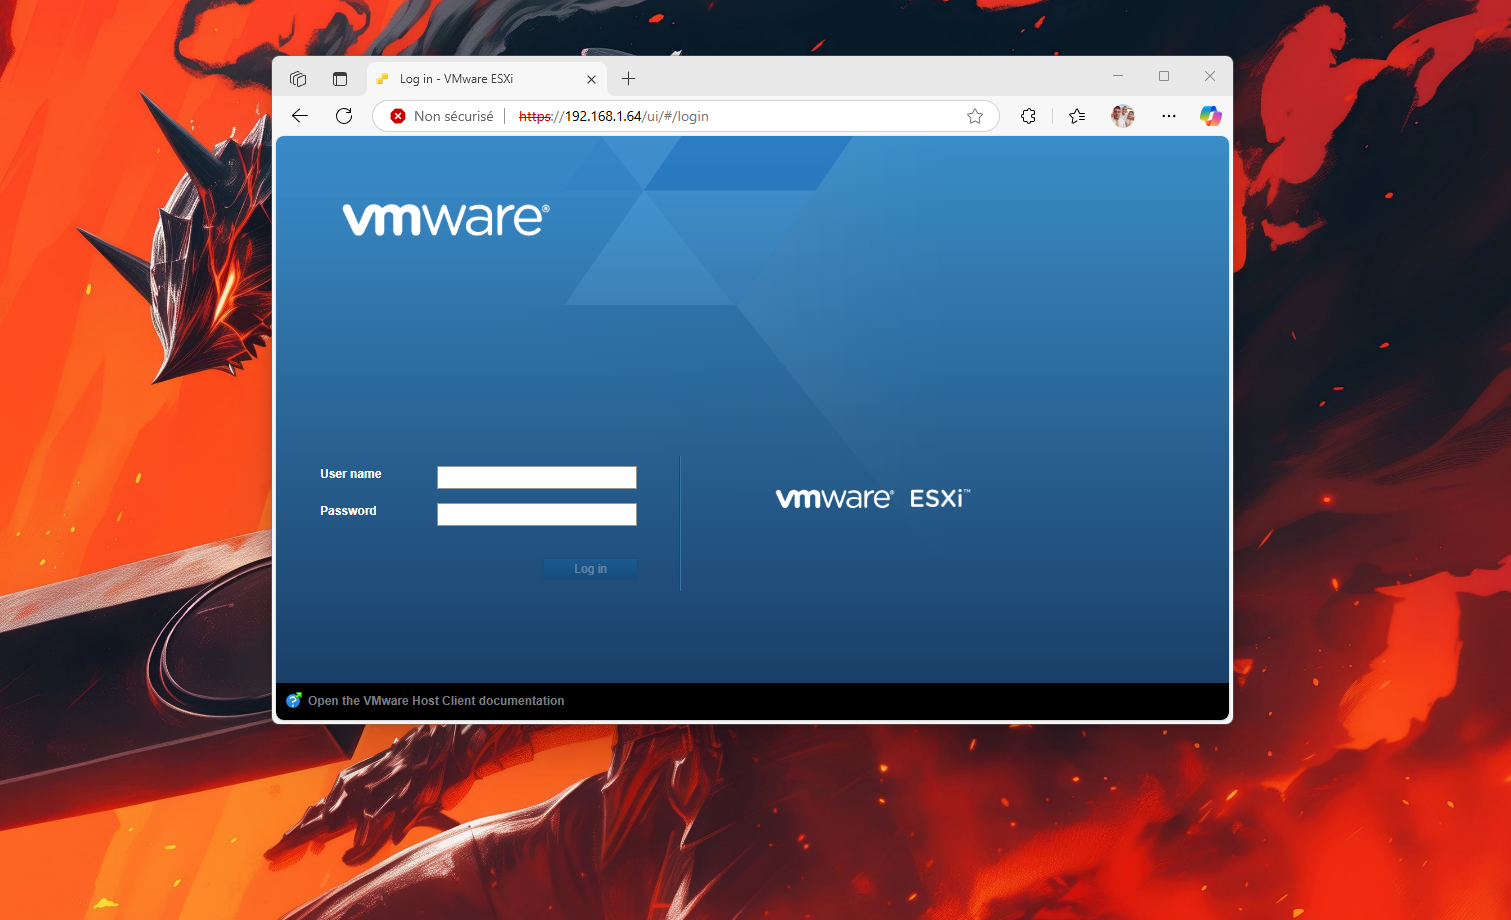 Log in - VMware ESXi
Non sécurisé https://192.168.1.64/ui/#/login
vmware®
User name
Password
Log in
vmware® ESXi™
Open the VMware Host Client documentation